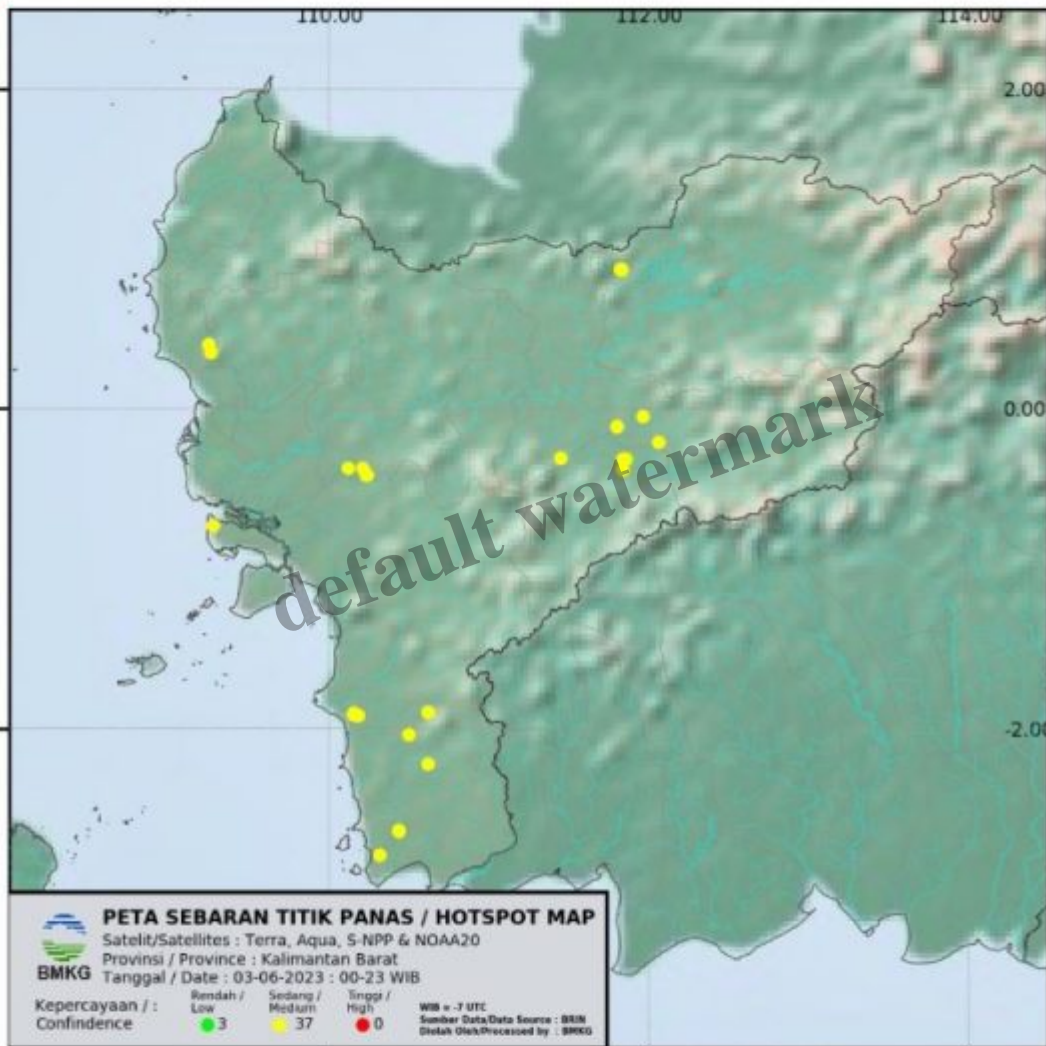 110.00 112.00 114.00
2.00
0.00
default watermark
-2.00
PETA SEBARAN TITIK PANAS / HOTSPOT MAP
Satelit/Satellites : Terra, Aqua, S-NPP & NOAA20
Provinsi / Province : Kalimantan Barat
Tanggal / Date : 03-06-2023 : 00-23 WIB
BMKG
Kepercayaan / :
Confindence
Rendah /
Low
3
Sedang /
Medium
37
Tinggi /
High
0
WIB = -7 UTC
Sumber Data/Data Source : BRIN
Diolah Oleh/Processed by : BMKG